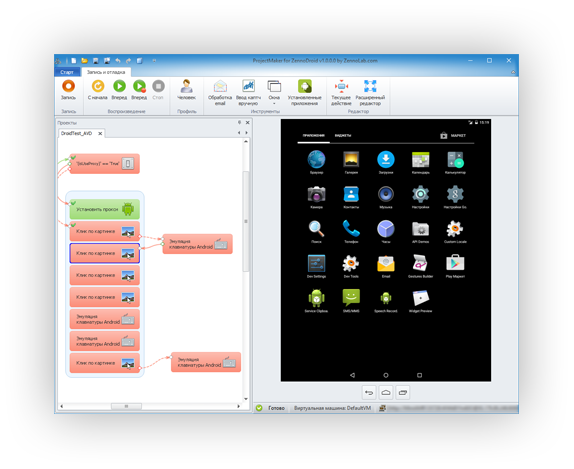 ProjectMaker for ZennoDroid v1.0.0.0 by ZennoLab.com
Старт
Запись и отладка
Запись
С начала
Вперед
Вперед
Стоп
Человек
Обработка email
Ввод каптч вручную
Окна
Установленные приложения
Текущее действие
Расширенный редактор
Запись
Воспроизведение
Профиль
Инструменты
Редактор
Проекты
DroidTest_AVD
Установить прокси
Клик по картинке
Эмуляция клавиатуры Android
Клик по картинке
Клик по картинке
Клик по картинке
Эмуляция клавиатуры Android
Эмуляция клавиатуры Android
Клик по картинке
Эмуляция клавиатуры Android
15:19
ПРИЛОЖЕНИЯ
ВИДЖЕТЫ
МАРКЕТ
Браузер
Галерея
Загрузки
Календарь
Калькулятор
Камера
Контакты
Музыка
Настройки
Настройки Go
Поиск
Телефон
Часы
API Demos
Custom Locale
Dev Settings
Dev Tools
Email
Gestures Builder
Play Маркет
Service Clipboa
SMS/MMS
Speech Record
Widget Preview
Готово
Виртуальная машина: DefaultVM